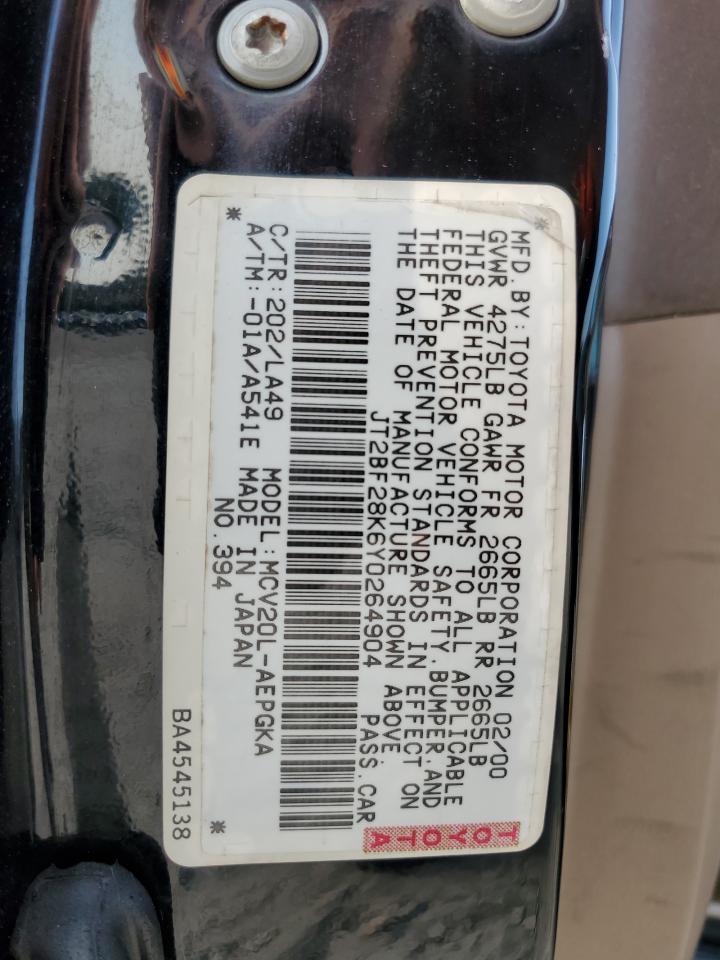 MFD. BY: TOYOTA MOTOR CORPORATION 02/00
GVWR 4275LB GAWR FR 2665LB RR 2665LB
THIS VEHICLE CONFORMS TO ALL APPLICABLE
FEDERAL MOTOR VEHICLE SAFETY, BUMPER, AND
THEFT PREVENTION STANDARDS IN EFFECT ON
THE DATE OF MANUFACTURE SHOWN ABOVE.
JT2BF28K6Y0264904 PASS. CAR
TOYOTA
C/TR: 202/LA49 MODEL: MCV20L-AEPGKA
A/TM: -01A/A541E MADE IN JAPAN
NO. 394
BA4545138